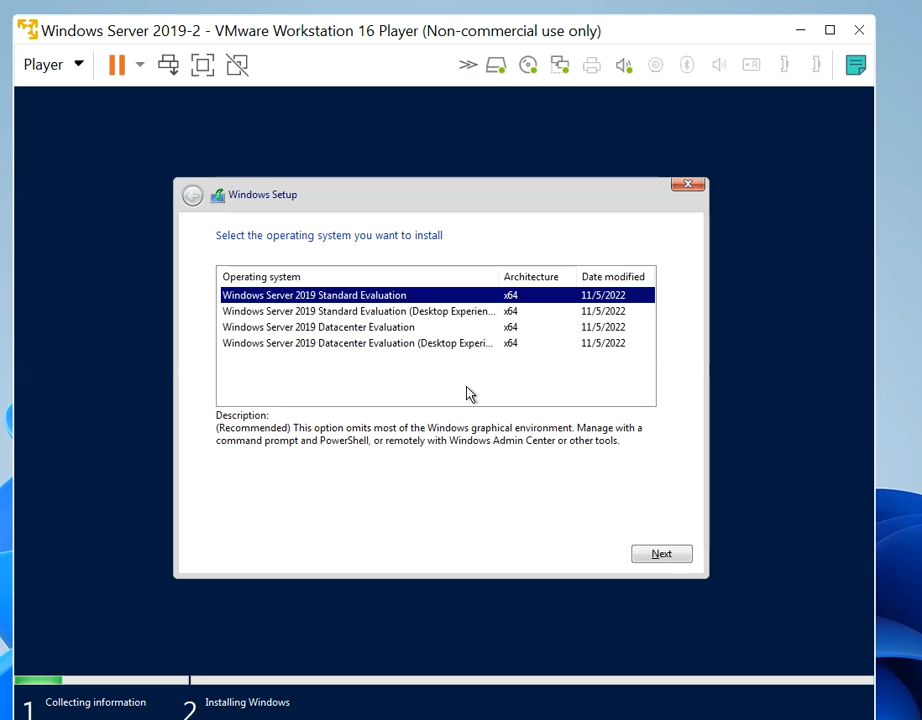 Windows Server 2019-2 - VMware Workstation 16 Player (Non-commercial use only)
Player
Windows Setup
Select the operating system you want to install
Operating system Architecture Date modified
Windows Server 2019 Standard Evaluation x64 11/5/2022
Windows Server 2019 Standard Evaluation (Desktop Experien... x64 11/5/2022
Windows Server 2019 Datacenter Evaluation x64 11/5/2022
Windows Server 2019 Datacenter Evaluation (Desktop Experi... x64 11/5/2022
Description:
(Recommended) This option omits most of the Windows graphical environment. Manage with a
command prompt and PowerShell, or remotely with Windows Admin Center or other tools.
Next
1 Collecting information 2 Installing Windows